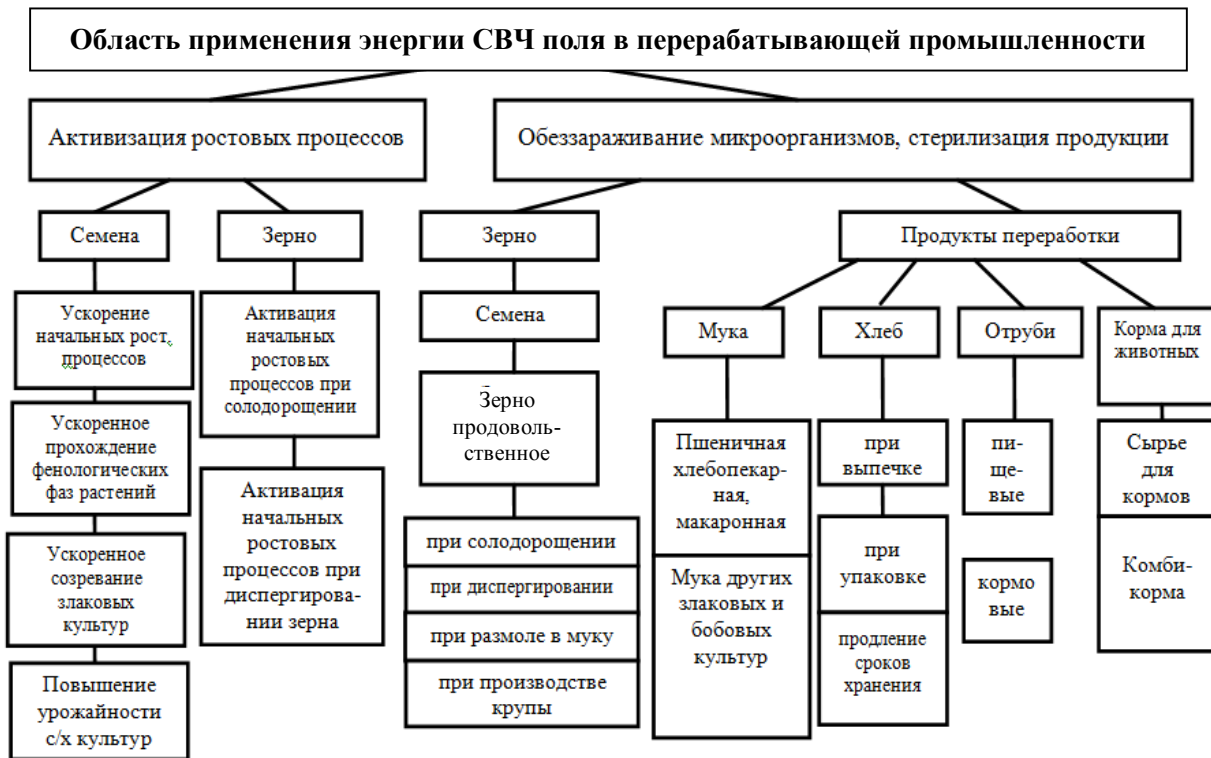 Область применения энергии СВЧ поля в перерабатывающей промышленности
Активизация ростовых процессов
Обеззараживание микроорганизмов, стерилизация продукции
Семена
Зерно
Зерно
Продукты переработки
Ускорение
начальных рост.
процессов
Ускоренное
прохождение
фенологических
фаз растений
Ускоренное
созревание
злаковых
культур
Повышение
урожайности
с/х культур
Активация
начальных
ростовых
процессов при
солодорощении
Активация
начальных
ростовых
процессов при
диспергирова-
нии зерна
Семена
Зерно
продоволь-
ственное
при солодорощении
при диспергировании
при размоле в муку
при производстве
крупы
Мука
Пшеничная
хлебопекар-
ная,
макаронная
Мука других
злаковых и
бобовых
культур
Хлеб
при
выпечке
при
упаковке
продление
сроков
хранения
Отруби
пи-
ще-
вые
кормо
вые
Корма для
животных
Сырье
для
кормов
Комби-
корма